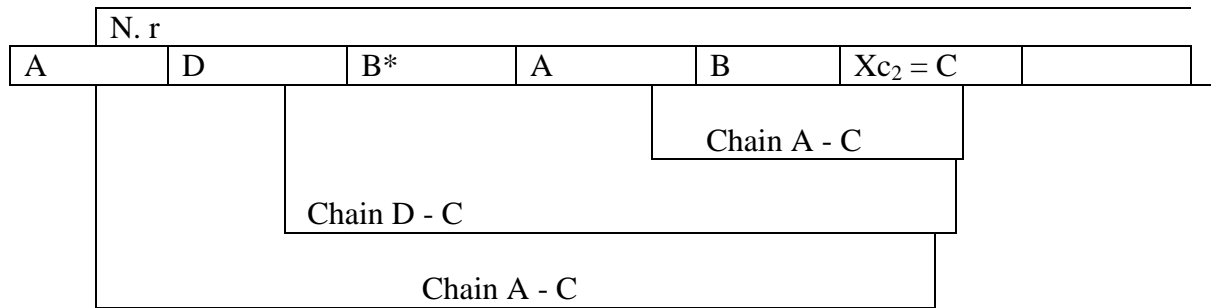 N. r
A D B* A B Xc₂ = C
Chain A - C
Chain D - C
Chain A - C